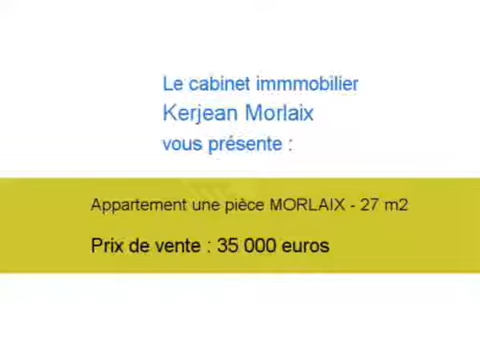 Le cabinet immmobilier
Kerjean Morlaix
vous présente :
Appartement une pièce MORLAIX - 27 m2
Prix de vente : 35 000 euros